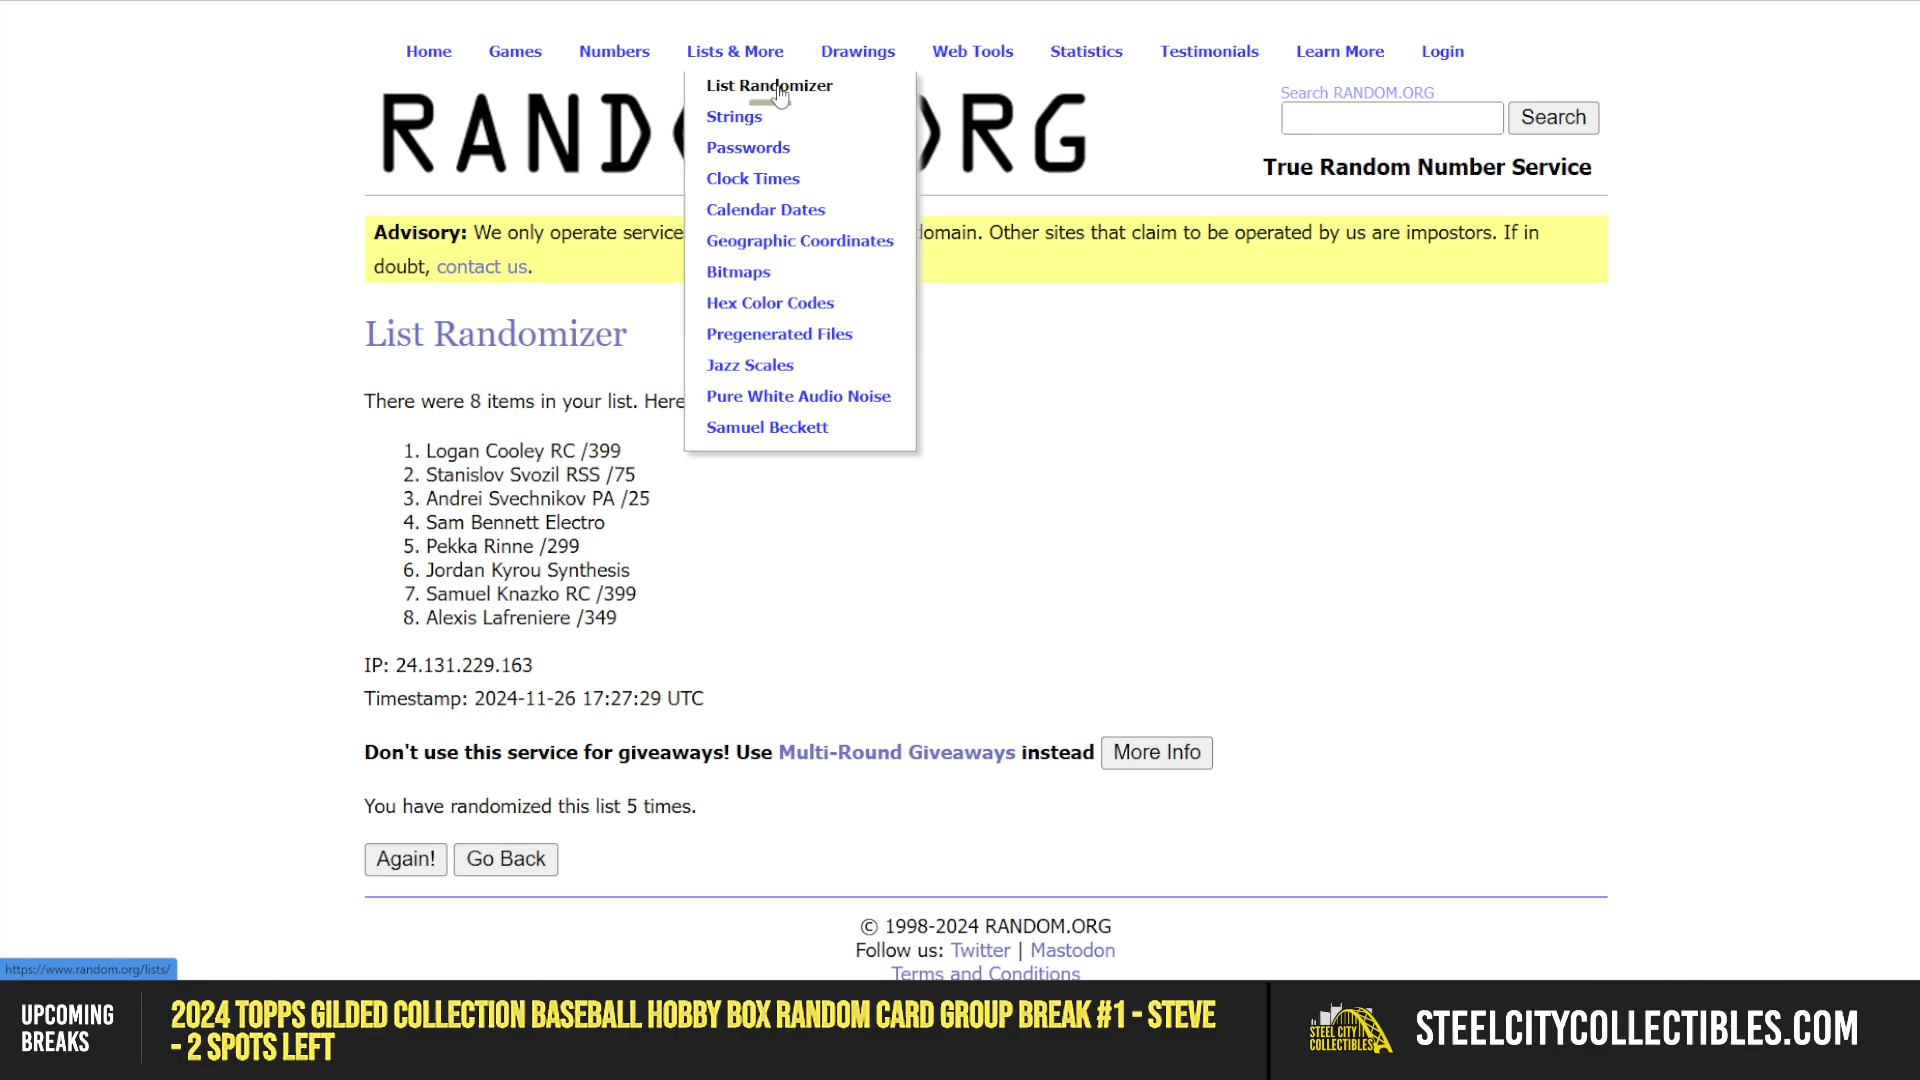 Home Games Numbers Lists & More Drawings Web Tools Statistics Testimonials Learn More Login
List Randomizer
Strings
Passwords
Clock Times
Calendar Dates
Geographic Coordinates
Bitmaps
Hex Color Codes
Pregenerated Files
Jazz Scales
Pure White Audio Noise
Samuel Beckett
Search RANDOM.ORG
Search
True Random Number Service
Advisory: We only operate service domain. Other sites that claim to be operated by us are impostors. If in
doubt, contact us.
List Randomizer
There were 8 items in your list. Here
1. Logan Cooley RC /399
2. Stanislov Svozil RSS /75
3. Andrei Svechnikov PA /25
4. Sam Bennett Electro
5. Pekka Rinne /299
6. Jordan Kyrou Synthesis
7. Samuel Knazko RC /399
8. Alexis Lafreniere /349
IP: 24.131.229.163
Timestamp: 2024-11-26 17:27:29 UTC
Don't use this service for giveaways! Use Multi-Round Giveaways instead More Info
You have randomized this list 5 times.
Again! Go Back
© 1998-2024 RANDOM.ORG
Follow us: Twitter | Mastodon
Terms and Conditions
https://www.random.org/lists/
UPCOMING
BREAKS
2024 TOPPS GILDED COLLECTION BASEBALL HOBBY BOX RANDOM CARD GROUP BREAK #1 - STEVE
- 2 SPOTS LEFT
STEEL CITY
COLLECTIBLES
STEELCITYCOLLECTIBLES.COM